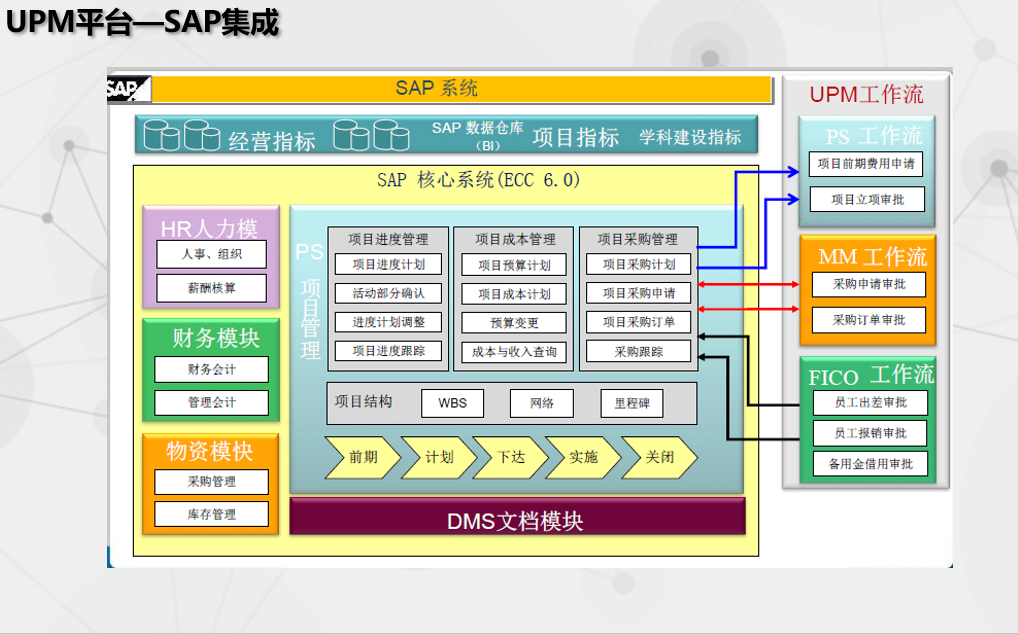 UPM平台—SAP集成
SAP
SAP 系统
经营指标
SAP 数据仓库
(BI)
项目指标
学科建设指标
SAP 核心系统(ECC 6.0)
HR人力模
人事、组织
薪酬核算
财务模块
财务会计
管理会计
物资模快
采购管理
库存管理
PS
项目管理
项目进度管理
项目进度计划
活动部分确认
进度计划调整
项目进度跟踪
项目成本管理
项目预算计划
项目成本计划
预算变更
成本与收入查询
项目采购管理
项目采购计划
项目采购申请
项目采购订单
采购跟踪
项目结构
WBS
网络
里程碑
前期
计划
下达
实施
关闭
DMS文档模块
UPM工作流
PS 工作流
项目前期费用申请
项目立项审批
MM 工作流
采购申请审批
采购订单审批
FICO 工作流
员工出差审批
员工报销审批
备用金借用审批